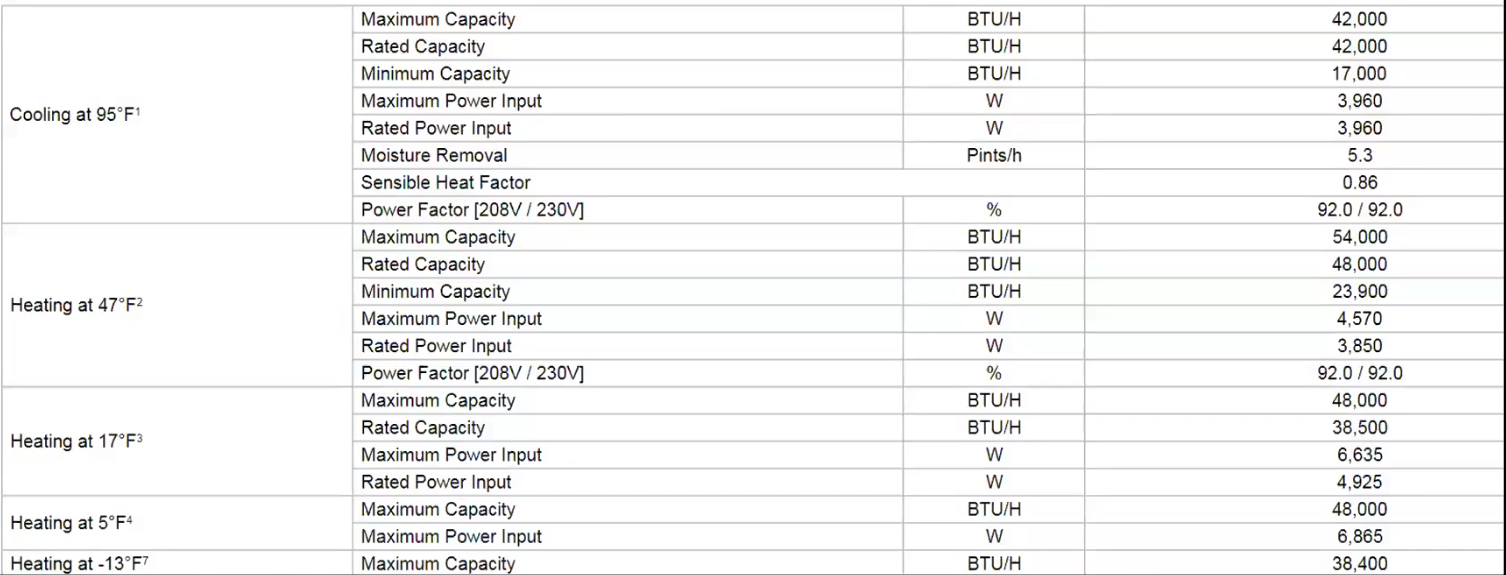 Cooling at 95°F¹
Maximum Capacity BTU/H 42,000
Rated Capacity BTU/H 42,000
Minimum Capacity BTU/H 17,000
Maximum Power Input W 3,960
Rated Power Input W 3,960
Moisture Removal Pints/h 5.3
Sensible Heat Factor 0.86
Power Factor [208V / 230V] % 92.0 / 92.0
Heating at 47°F²
Maximum Capacity BTU/H 54,000
Rated Capacity BTU/H 48,000
Minimum Capacity BTU/H 23,900
Maximum Power Input W 4,570
Rated Power Input W 3,850
Power Factor [208V / 230V] % 92.0 / 92.0
Heating at 17°F³
Maximum Capacity BTU/H 48,000
Rated Capacity BTU/H 38,500
Maximum Power Input W 6,635
Rated Power Input W 4,925
Heating at 5°F⁴
Maximum Capacity BTU/H 48,000
Maximum Power Input W 6,865
Heating at -13°F⁷
Maximum Capacity BTU/H 38,400